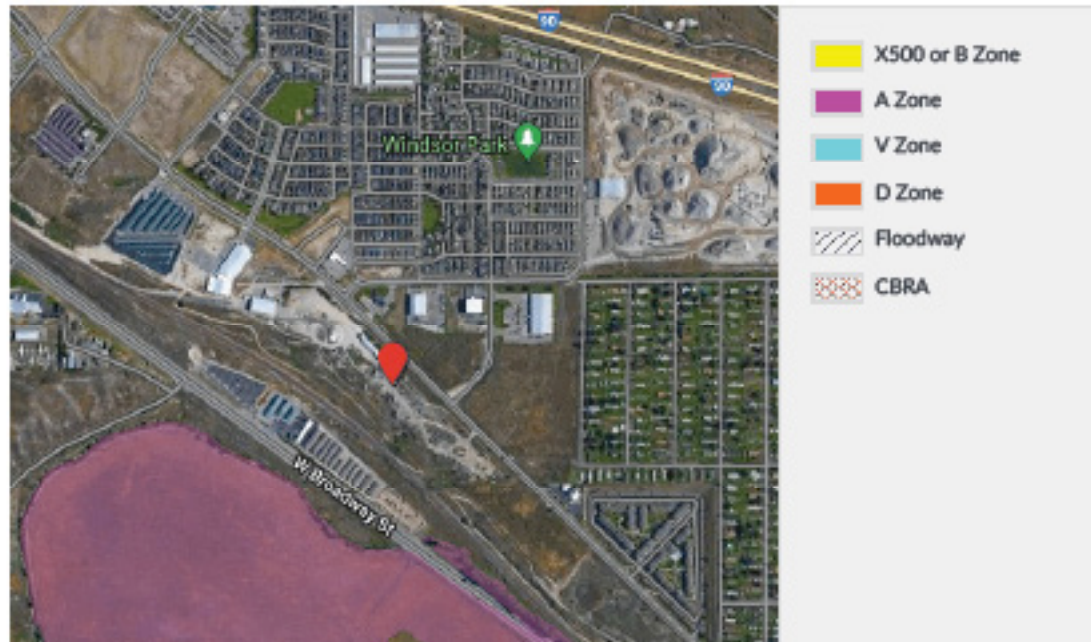 90
90
Windsor Park
W Broadway St
X500 or B Zone
A Zone
V Zone
D Zone
Floodway
CBRA